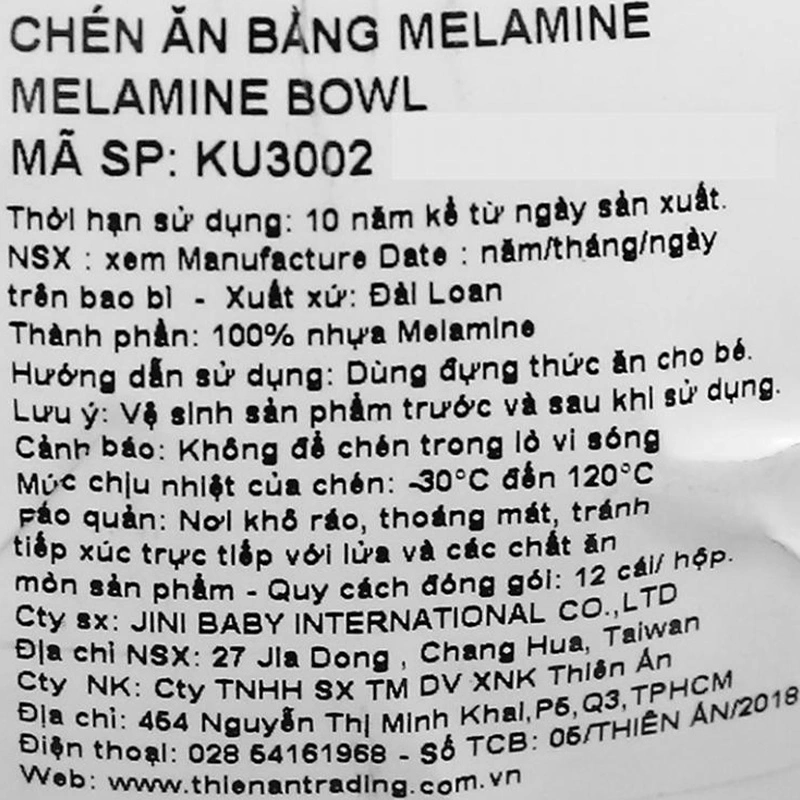 CHÉN ĂN BẰNG MELAMINE
MELAMINE BOWL
MÃ SP: KU3002
Thời hạn sử dụng: 10 năm kể từ ngày sản xuất.
NSX : xem Manufacture Date : năm/tháng/ngày
trên bao bì - Xuất xứ: Đài Loan
Thành phần: 100% nhựa Melamine
Hướng dẫn sử dụng: Dùng đựng thức ăn cho bé.
Lưu ý: Vệ sinh sản phẩm trước và sau khi sử dụng.
Cảnh báo: Không để chén trong lò vi sóng
Mức chịu nhiệt của chén: -30°C đến 120°C
Bảo quản: Nơi khô ráo, thoáng mát, tránh
tiếp xúc trực tiếp với lửa và các chất ăn
mòn sản phẩm - Quy cách đóng gói: 12 cái/ hộp.
Cty sx: JINI BABY INTERNATIONAL CO.,LTD
Địa chỉ NSX: 27 Jia Dong , Chang Hua, Taiwan
Cty NK: Cty TNHH SX TM DV XNK Thiên Ân
Địa chỉ: 454 Nguyễn Thị Minh Khai,P5,Q3,TPHCM
Điện thoại: 028 54161968 - Số TCB: 05/THIÊN ÂN/2018
Web: www.thienantrading.com.vn